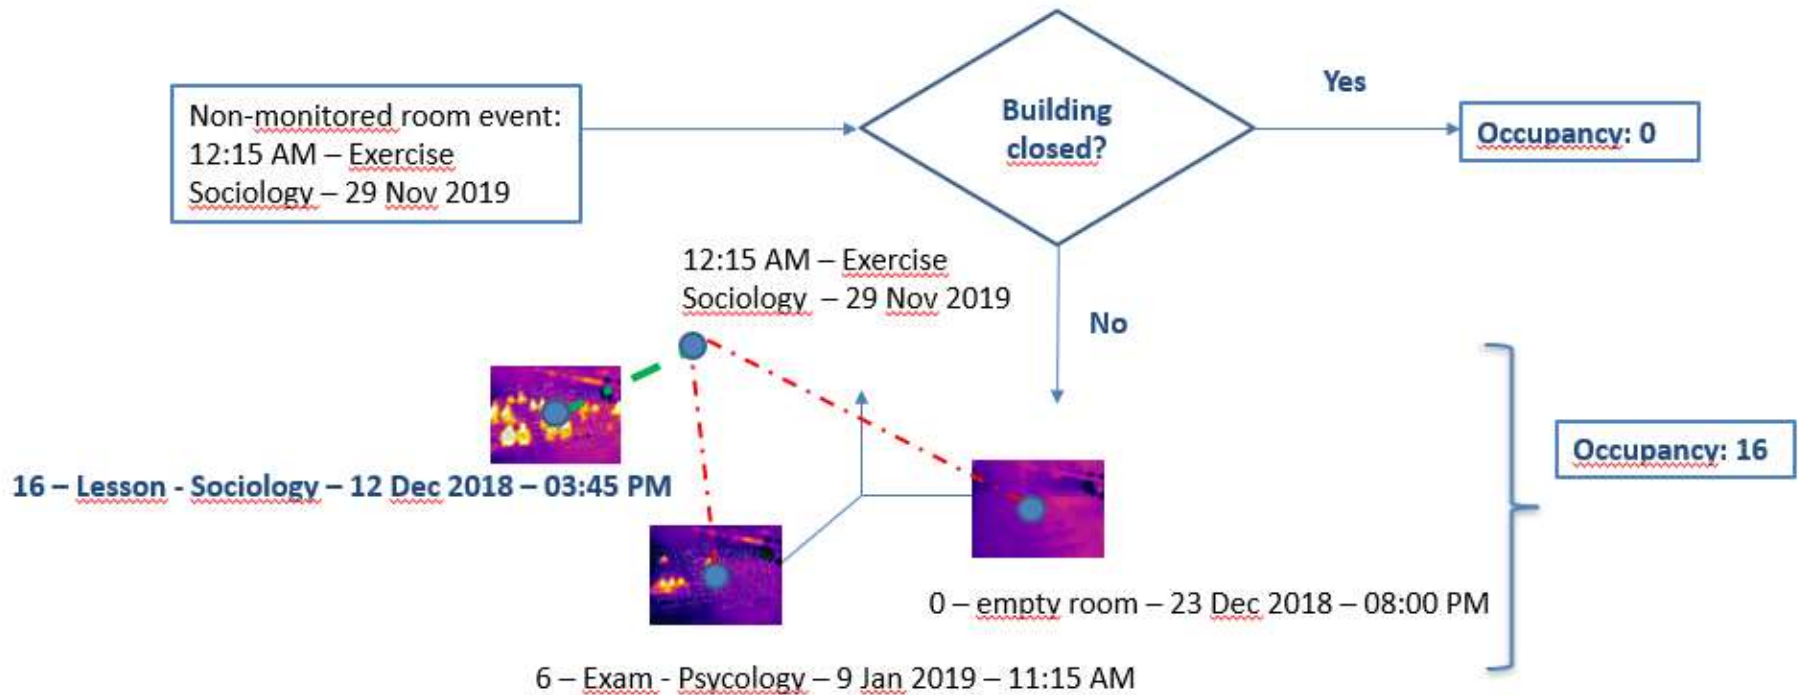 Non-monitored room event:
12:15 AM – Exercise
Sociology – 29 Nov 2019
Building
closed?
Yes
Occupancy: 0
12:15 AM – Exercise
Sociology – 29 Nov 2019
No
16 – Lesson - Sociology – 12 Dec 2018 – 03:45 PM
Occupancy: 16
0 – empty room – 23 Dec 2018 – 08:00 PM
6 – Exam - Psycology – 9 Jan 2019 – 11:15 AM